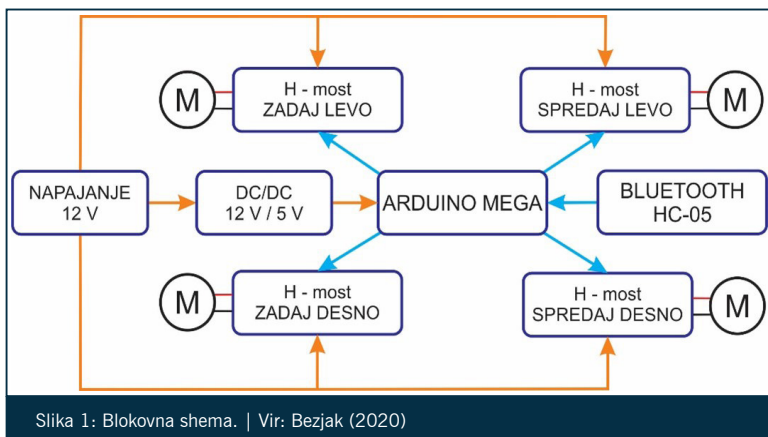 H - most
ZADAJ LEVO
M
H - most
SPREDAJ LEVO
M
NAPAJANJE
12 V
DC/DC
12 V / 5 V
ARDUINO MEGA
BLUETOOTH
HC-05
M
H - most
ZADAJ DESNO
H - most
SPREDAJ DESNO
M
Slika 1: Blokovna shema. | Vir: Bezjak (2020)